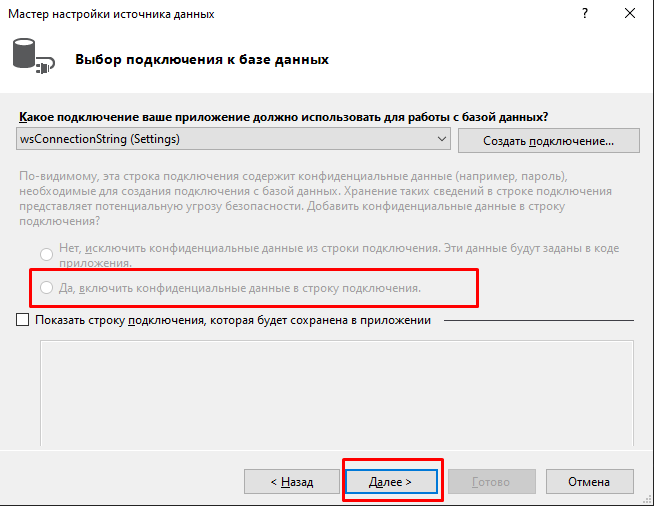 Мастер настройки источника данных
?
Выбор подключения к базе данных
Какое подключение ваше приложение должно использовать для работы с базой данных?
wsConnectionString (Settings)
Создать подключение...
По-видимому, эта строка подключения содержит конфиденциальные данные (например, пароль),
необходимые для создания подключения с базой данных. Хранение таких сведений в строке подключения
представляет потенциальную угрозу безопасности. Добавить конфиденциальные данные в строку
подключения?
Нет, исключить конфиденциальные данные из строки подключения. Эти данные будут заданы в коде
приложения.
Да, включить конфиденциальные данные в строку подключения.
Показать строку подключения, которая будет сохранена в приложении
< Назад
Далее >
Готово
Отмена